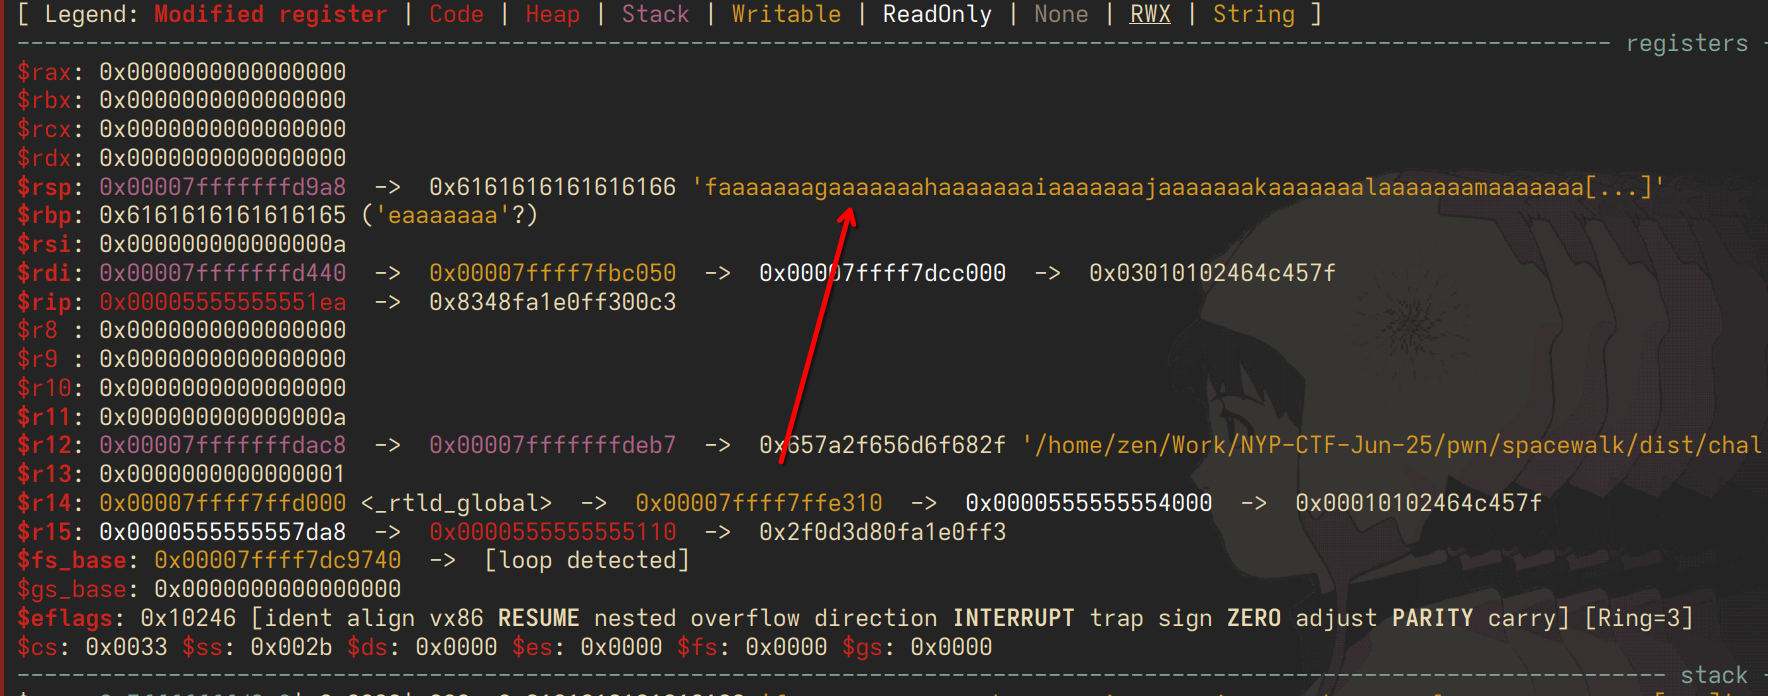 [ Legend: Modified register | Code | Heap | Stack | Writable | ReadOnly | None | RWX | String ]
registers
$rax: 0x0000000000000000
$rbx: 0x0000000000000000
$rcx: 0x0000000000000000
$rdx: 0x0000000000000000
$rsp: 0x00007fffffffd9a8 -> 0x6161616161616166 'faaaaaaagaaaaaaahaaaaaaaiaaaaaaajaaaaaaakaaaaaaalaaaaaaamaaaaaaa[...]'
$rbp: 0x6161616161616165 ('eaaaaaaa'?)
$rsi: 0x000000000000000a
$rdi: 0x00007fffffffd440 -> 0x00007ffff7fbc050 -> 0x00007ffff7dcc000 -> 0x03010102464c457f
$rip: 0x00005555555551ea -> 0x8348fa1e0ff300c3
$r8 : 0x0000000000000000
$r9 : 0x0000000000000000
$r10: 0x0000000000000000
$r11: 0x000000000000000a
$r12: 0x00007fffffffdac8 -> 0x00007fffffffdeb7 -> 0x657a2f656d6f682f '/home/zen/Work/NYP-CTF-Jun-25/pwn/spacewalk/dist/chal
$r13: 0x0000000000000001
$r14: 0x00007ffff7ffd000 <_rtld_global> -> 0x00007ffff7ffe310 -> 0x0000555555554000 -> 0x00010102464c457f
$r15: 0x0000555555557da8 -> 0x0000555555555110 -> 0x2f0d3d80fa1e0ff3
$fs_base: 0x00007ffff7dc9740 -> [loop detected]
$gs_base: 0x0000000000000000
$eflags: 0x10246 [ident align vx86 RESUME nested overflow direction INTERRUPT trap sign ZERO adjust PARITY carry] [Ring=3]
$cs: 0x0033 $ss: 0x002b $ds: 0x0000 $es: 0x0000 $fs: 0x0000 $gs: 0x0000
stack